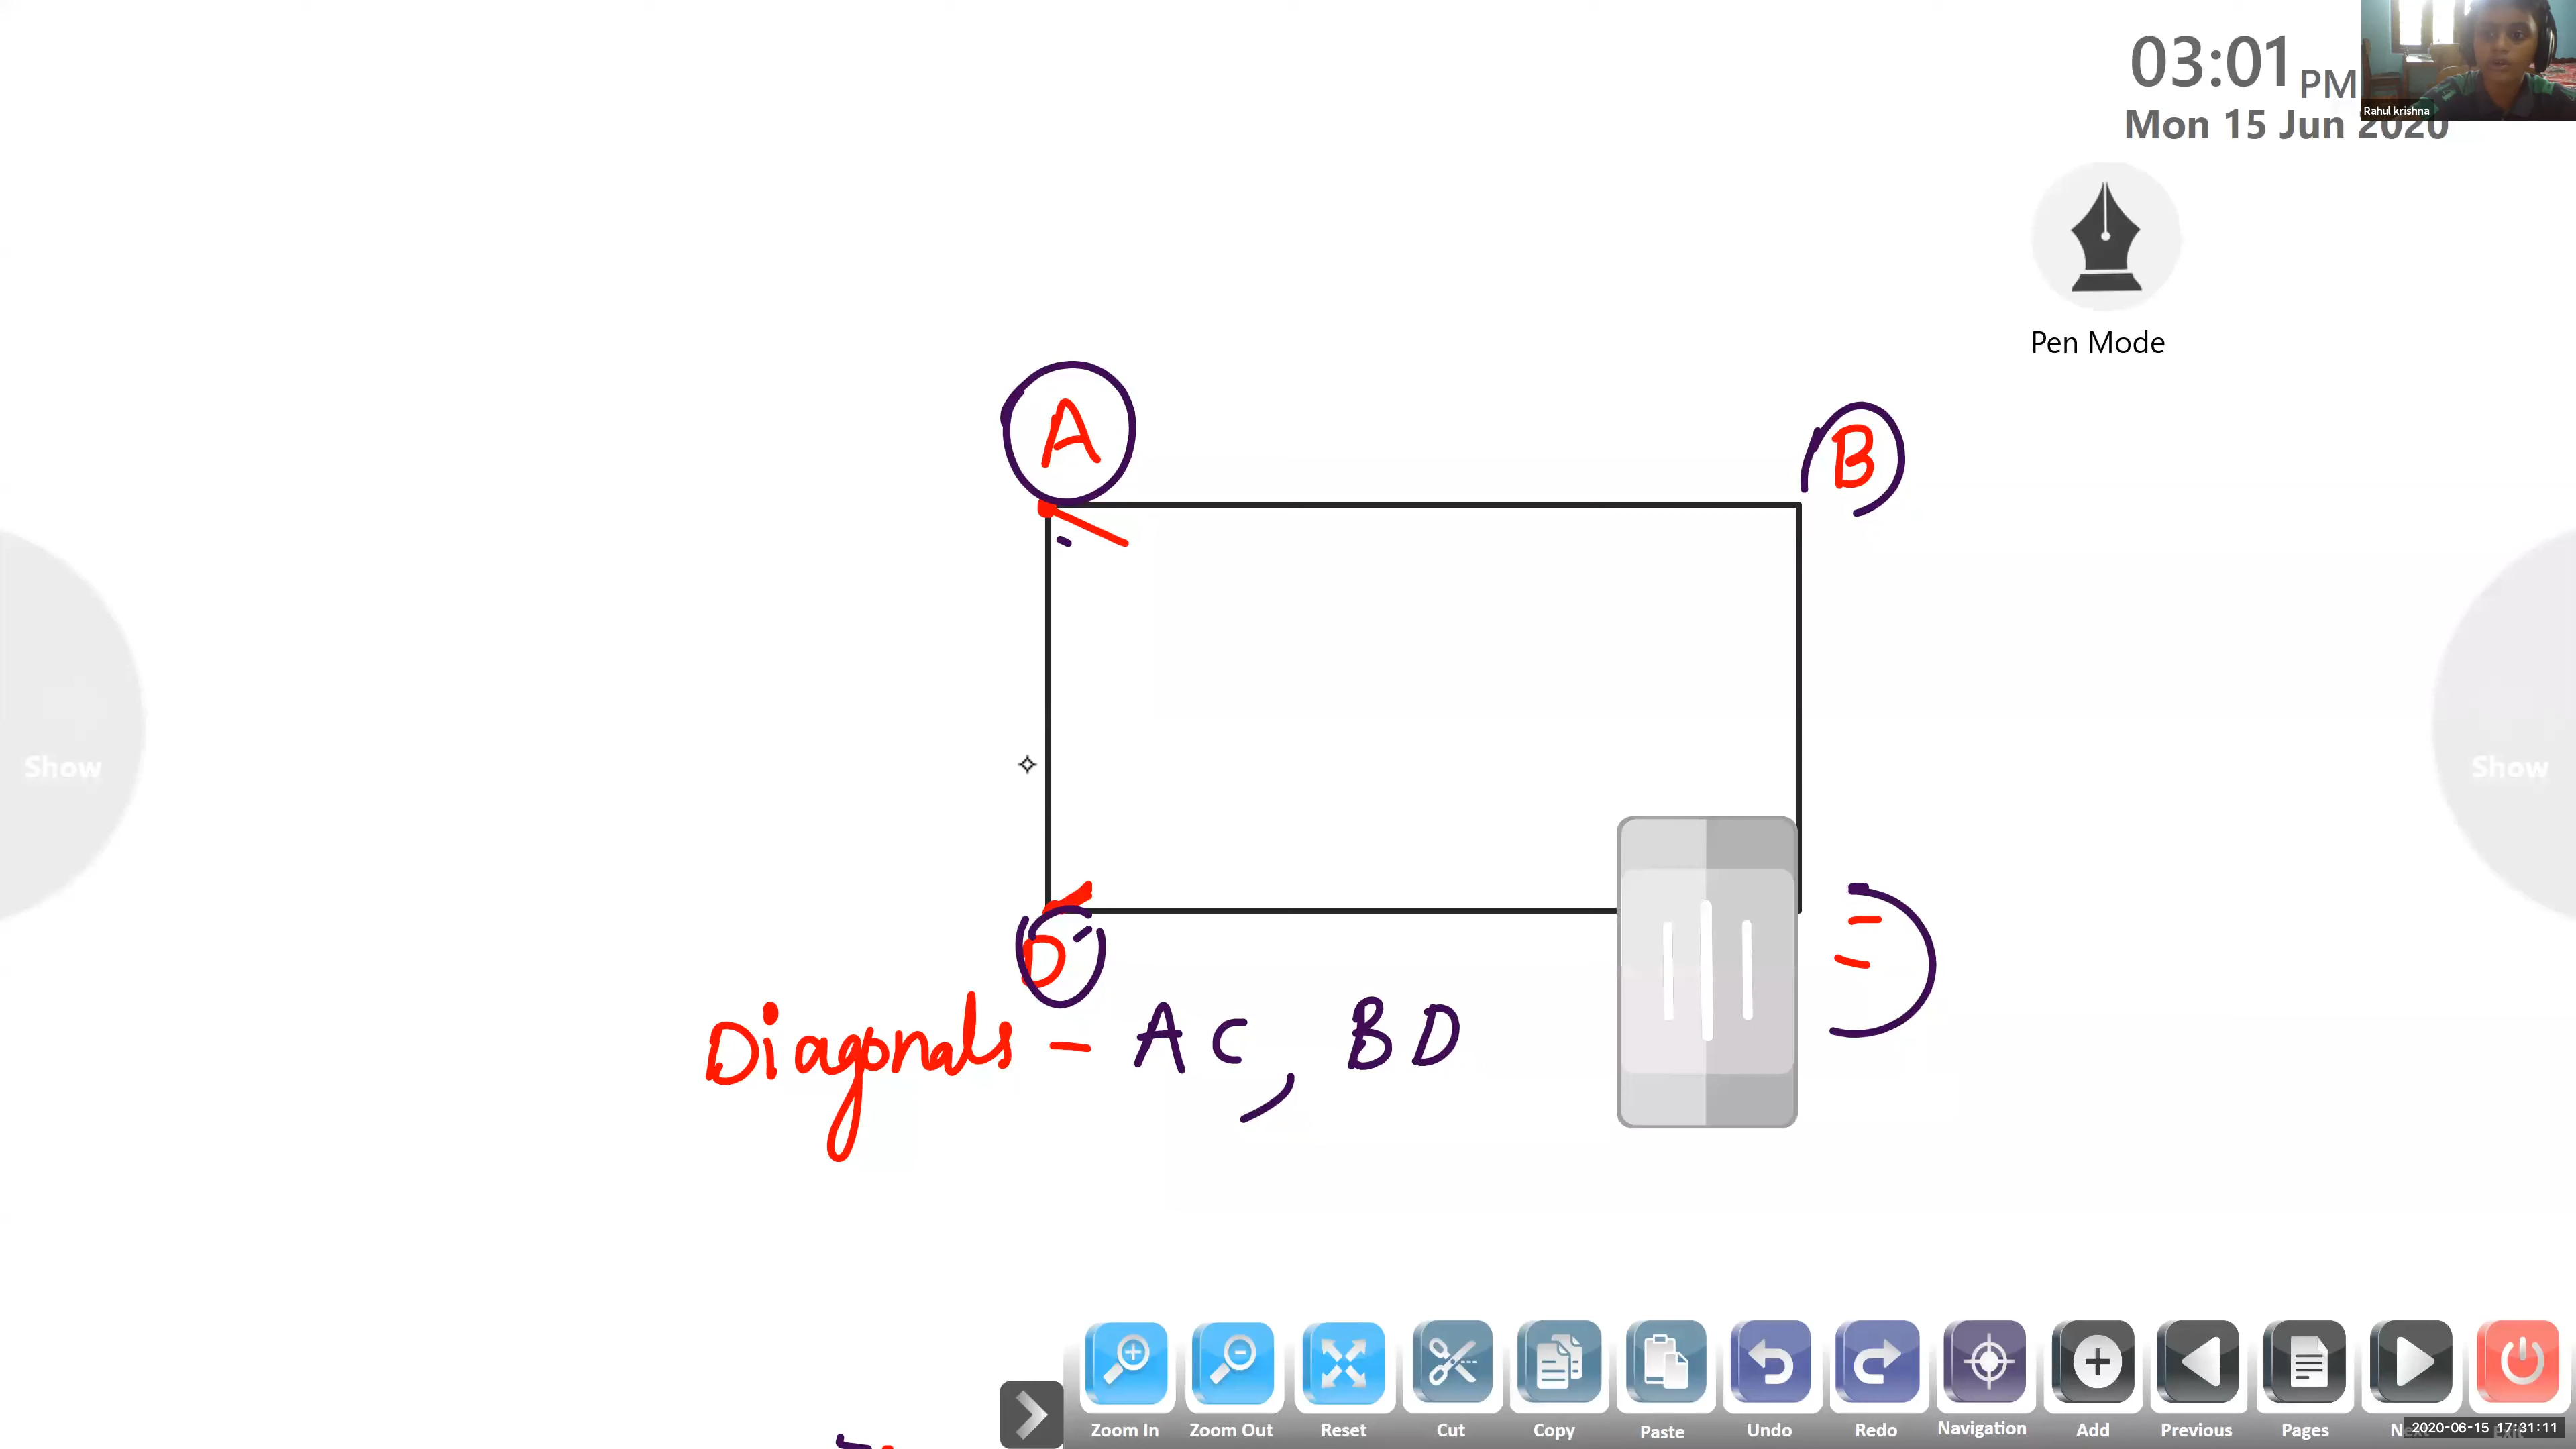 03:01 PM
Rahul krishna
Mon 15 Jun 2020
Pen Mode
A
B
Show
Show
D
Diagonals - AC, BD
Zoom In
Zoom Out
Reset
Cut
Copy
Paste
Undo
Redo
Navigation
Add
Previous
Pages
2020-06-15 17:31:11